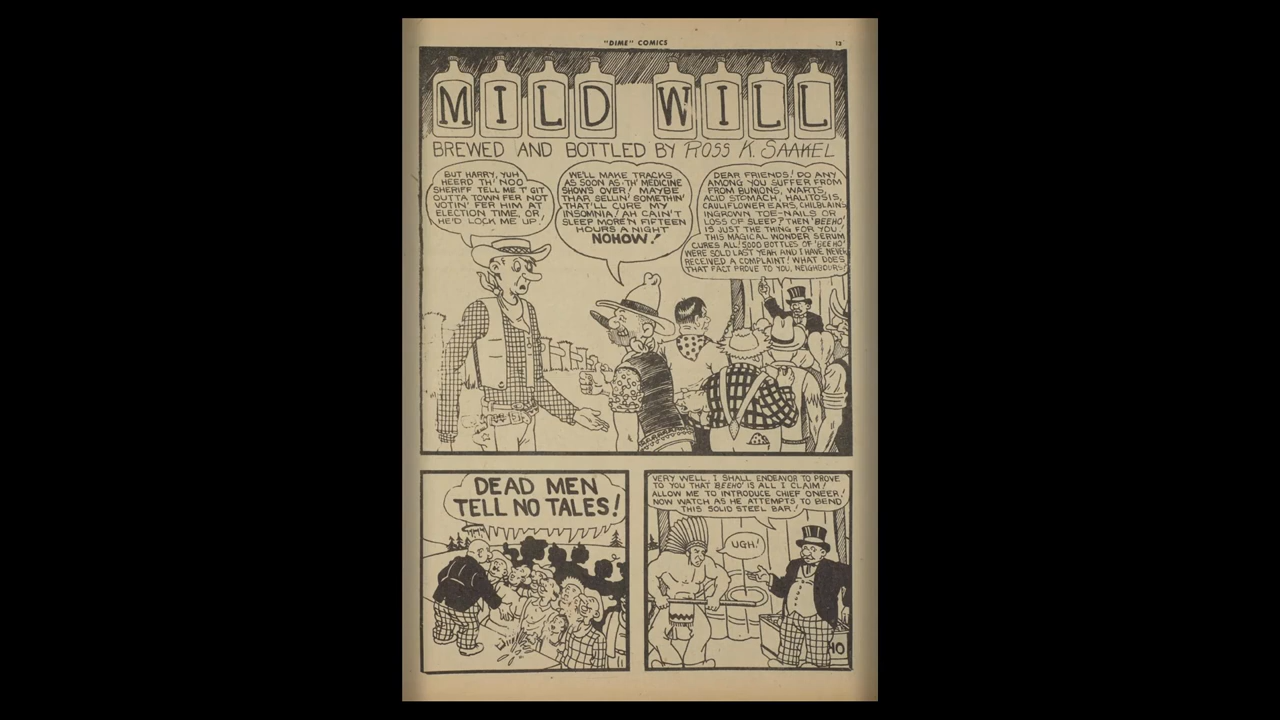 "DIME" COMICS
13
MILD WILL
BREWED AND BOTTLED BY ROSS K. SAAKEL
BUT HARRY, YUH
HEERD TH' NOO
SHERIFF TELL ME T' GIT
OUTTA TOWN FER NOT
VOTIN' FER HIM AT
ELECTION TIME, OR,
HE'D LOCK ME UP!
WE'LL MAKE TRACKS
AS SOON AS TH' MEDICINE
SHOW'S OVER! MAYBE
THAR SELLIN' SOMETHIN'
THAT'LL CURE MY
INSOMNIA! AH CAIN'T
SLEEP MORE'N FIFTEEN
HOURS A NIGHT
NOHOW!
DEAR FRIENDS! DO ANY
AMONG YOU SUFFER FROM
FROM BUNIONS, WARTS,
ACID STOMACH, HALITOSIS,
CAULIFLOWER EARS, CHILBLAINS
INGROWN TOE-NAILS OR
LOSS OF SLEEP? THEN 'BEEHO'
IS JUST THE THING FOR YOU!
THIS MAGICAL WONDER SERUM
CURES ALL! 5,000 BOTTLES OF 'BEEHO'
WERE SOLD LAST YEAR AND I HAVE NEVER
RECEIVED A COMPLAINT! WHAT DOES
THAT FACT PROVE TO YOU, NEIGHBOURS?
DEAD MEN
TELL NO TALES!
VERY WELL, I SHALL ENDEAVOR TO PROVE
TO YOU THAT 'BEEHO' IS ALL I CLAIM!
ALLOW ME TO INTRODUCE CHIEF ONEER!
NOW WATCH AS HE ATTEMPTS TO BEND
THIS SOLID STEEL BAR!
UGH!
HO